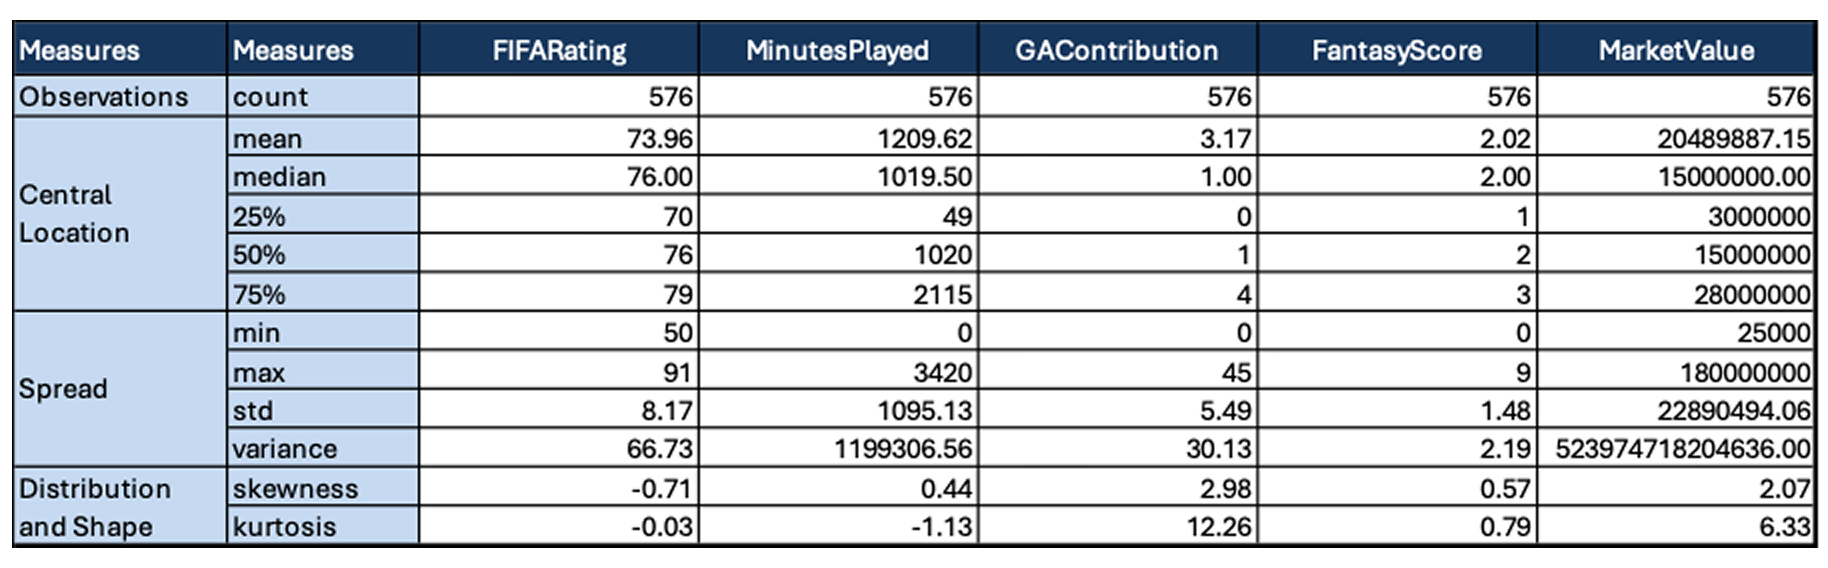 Measures Measures FIFARating MinutesPlayed GAContribution FantasyScore MarketValue
Observations count 576 576 576 576 576
Central Location mean 73.96 1209.62 3.17 2.02 20489887.15
median 76.00 1019.50 1.00 2.00 15000000.00
25% 70 49 0 1 3000000
50% 76 1020 1 2 15000000
75% 79 2115 4 3 28000000
Spread min 50 0 0 0 25000
max 91 3420 45 9 180000000
std 8.17 1095.13 5.49 1.48 22890494.06
variance 66.73 1199306.56 30.13 2.19 523974718204636.00
Distribution and Shape skewness -0.71 0.44 2.98 0.57 2.07
kurtosis -0.03 -1.13 12.26 0.79 6.33